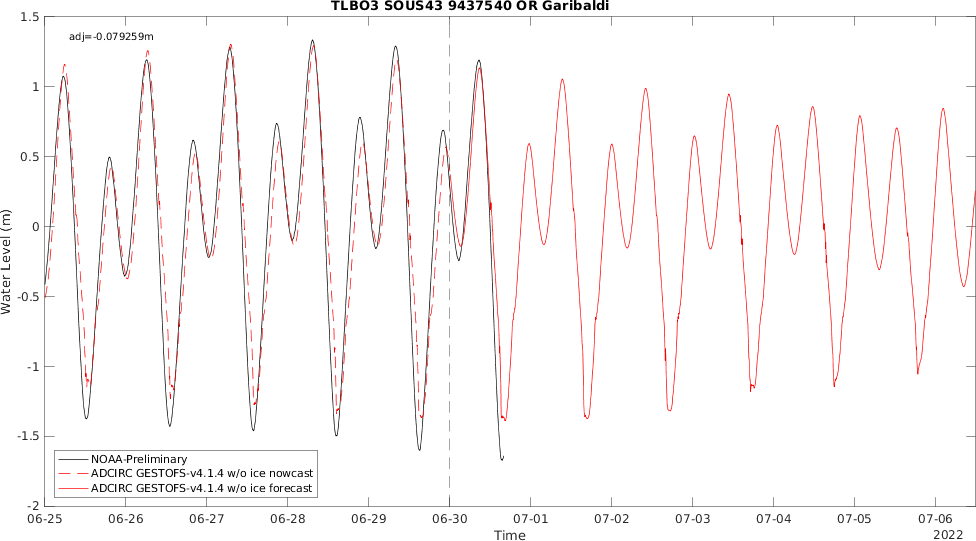 TLBO3 SOUS43 9437540 OR Garibaldi
adj=-0.079259m
1.5
1
0.5
0
-0.5
-1
-1.5
-2
Water Level (m)
NOAA-Preliminary
ADCIRC GESTOFS-v4.1.4 w/o ice nowcast
ADCIRC GESTOFS-v4.1.4 w/o ice forecast
06-25 06-26 06-27 06-28 06-29 06-30 07-01 07-02 07-03 07-04 07-05 07-06
Time
2022